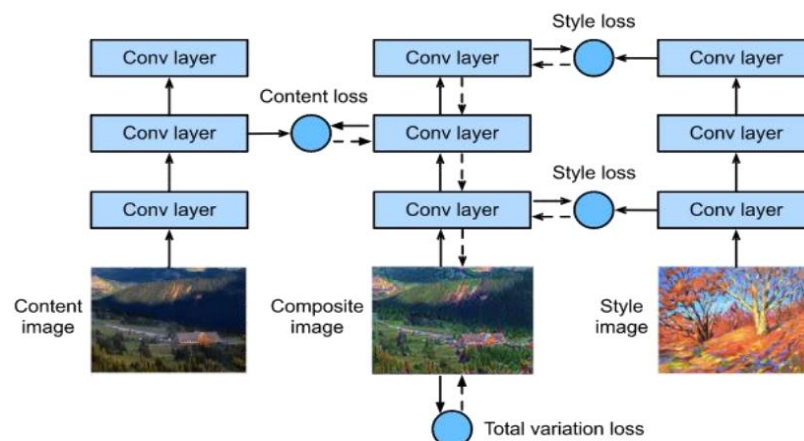 Style loss
Conv layer
Conv layer
Conv layer
Content loss
Conv layer
Conv layer
Conv layer
Style loss
Conv layer
Conv layer
Conv layer
Content
image
Composite
image
Style
image
Total variation loss